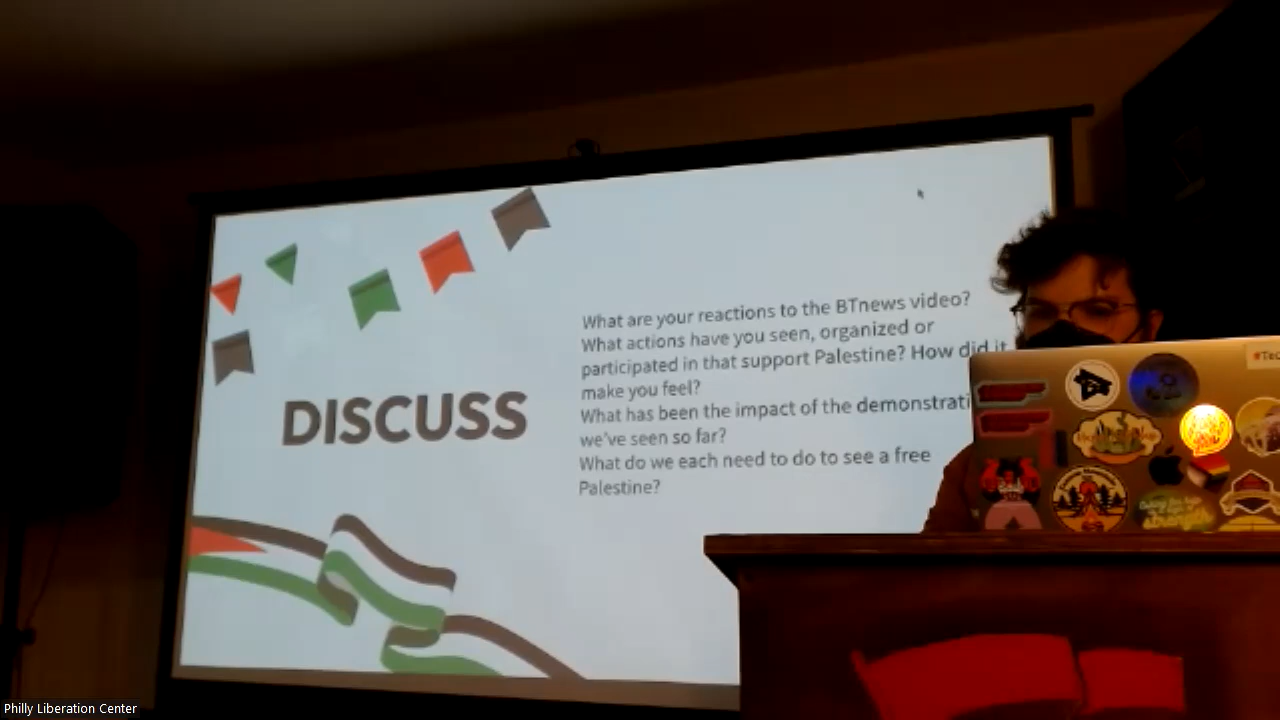 DISCUSS
What are your reactions to the BTnews video?
What actions have you seen, organized or
participated in that support Palestine? How did it
make you feel?
What has been the impact of the demonstrati
we've seen so far?
What do we each need to do to see a free
Palestine?
Philly Liberation Center